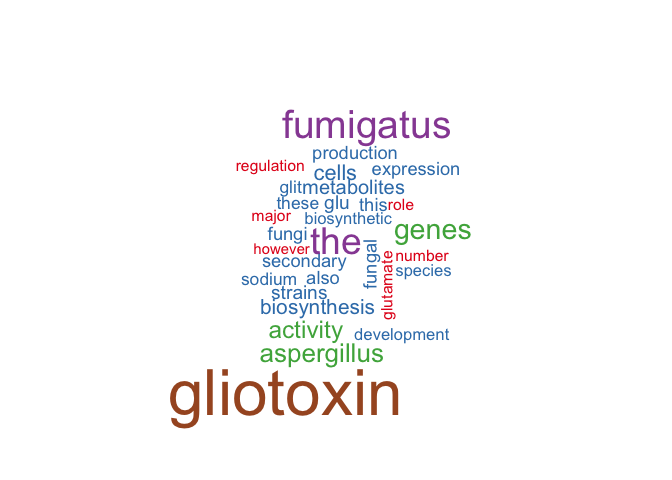 fumigatus
production
regulation cells expression
glit metabolites
these glu this role
major biosynthetic
fungi the genes
however fungal number
secondary species
sodium also glutamate
strains
biosynthesis
activity development
aspergillus
gliotoxin